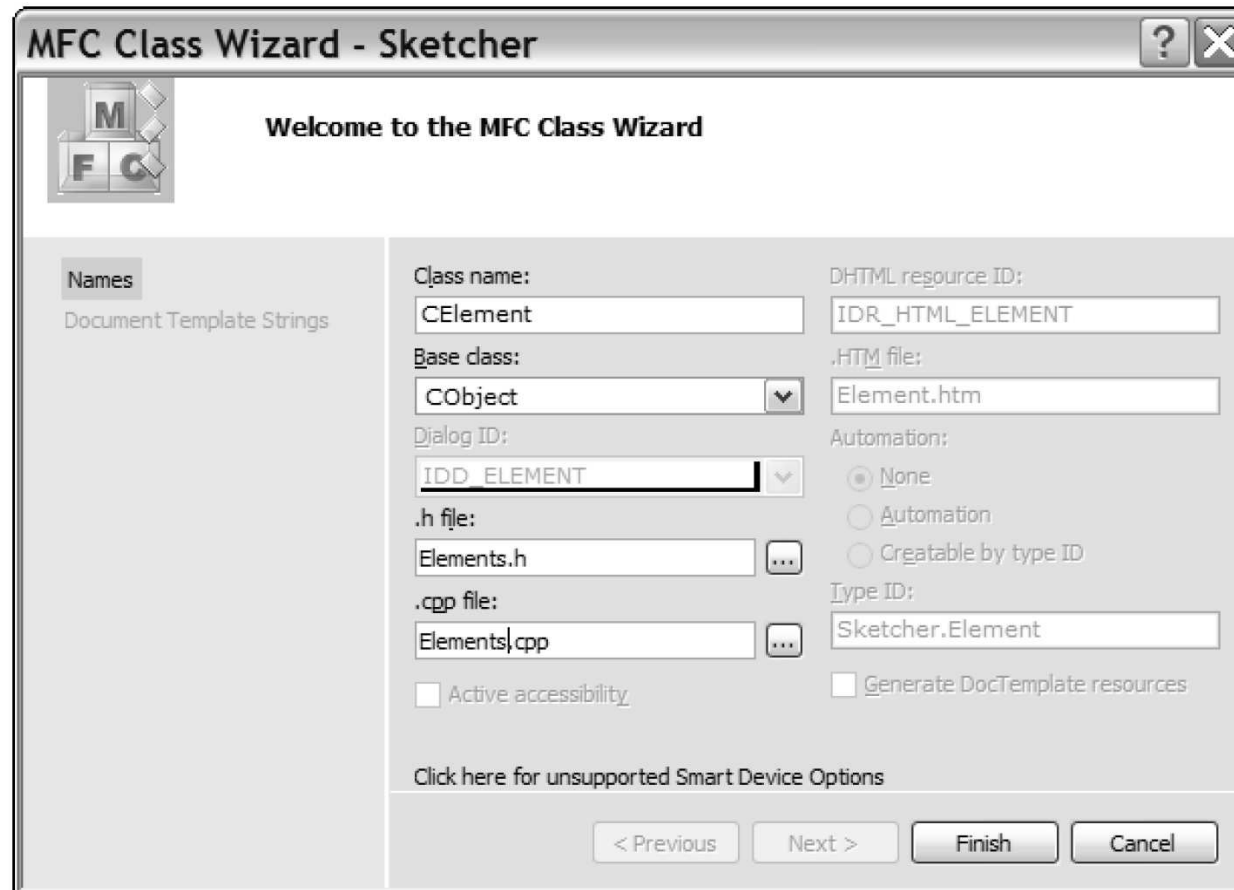 MFC Class Wizard - Sketcher
?
M
F C
Welcome to the MFC Class Wizard
Names
Document Template Strings
Class name:
CElement
Base class:
CObject
Dialog ID:
IDD_ELEMENT
.h file:
Elements.h
...
.cpp file:
Elements.cpp
...
Active accessibility
DHTML resource ID:
IDR_HTML_ELEMENT
.HTM file:
Element.htm
Automation:
None
Automation
Creatable by type ID
Type ID:
Sketcher.Element
Generate DocTemplate resources
Click here for unsupported Smart Device Options
< Previous
Next >
Finish
Cancel